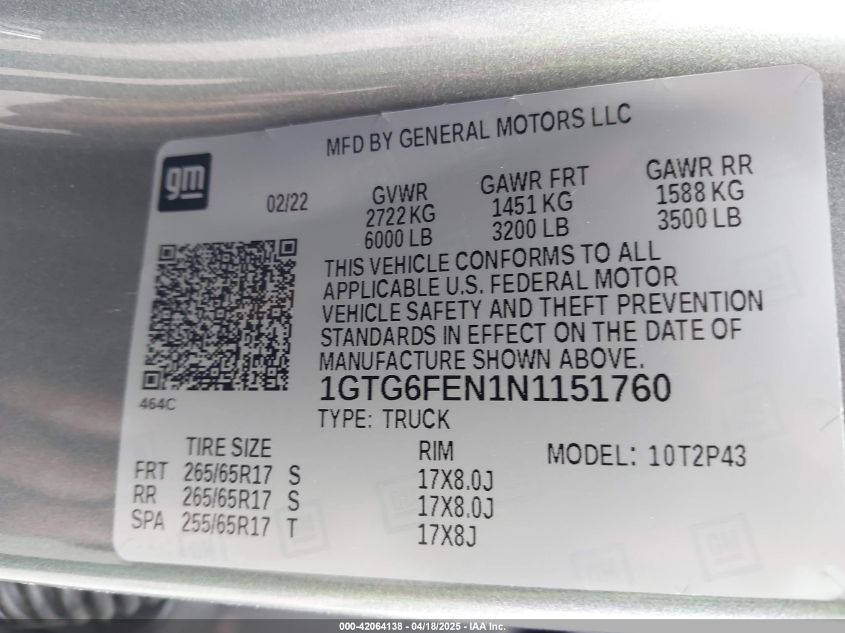 MFD BY GENERAL MOTORS LLC
gm
02/22
GVWR GAWR FRT GAWR RR
2722 KG 1451 KG 1588 KG
6000 LB 3200 LB 3500 LB
THIS VEHICLE CONFORMS TO ALL
APPLICABLE U.S. FEDERAL MOTOR
VEHICLE SAFETY AND THEFT PREVENTION
STANDARDS IN EFFECT ON THE DATE OF
MANUFACTURE SHOWN ABOVE.
464C
1GTG6FEN1N1151760
TYPE: TRUCK
TIRE SIZE RIM MODEL: 10T2P43
FRT 265/65R17 S 17X8.0J
RR 265/65R17 S 17X8.0J
SPA 255/65R17 T 17X8J
000-42064138 - 04/18/2025 - IAA Inc.